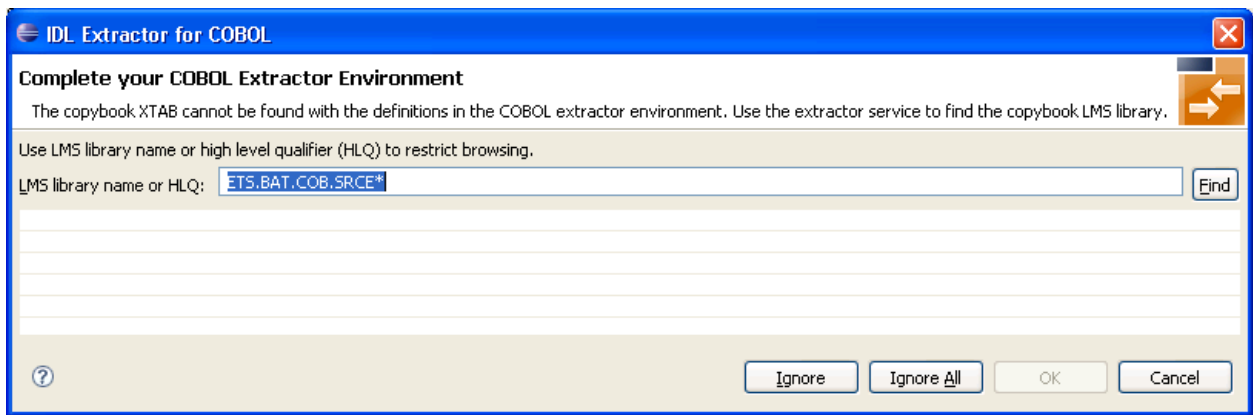 IDL Extractor for COBOL
Complete your COBOL Extractor Environment
The copybook XTAB cannot be found with the definitions in the COBOL extractor environment. Use the extractor service to find the copybook LMS library.
Use LMS library name or high level qualifier (HLQ) to restrict browsing.
LMS library name or HLQ: ETS.BAT.COB.SRCE* Find
? Ignore Ignore All OK Cancel